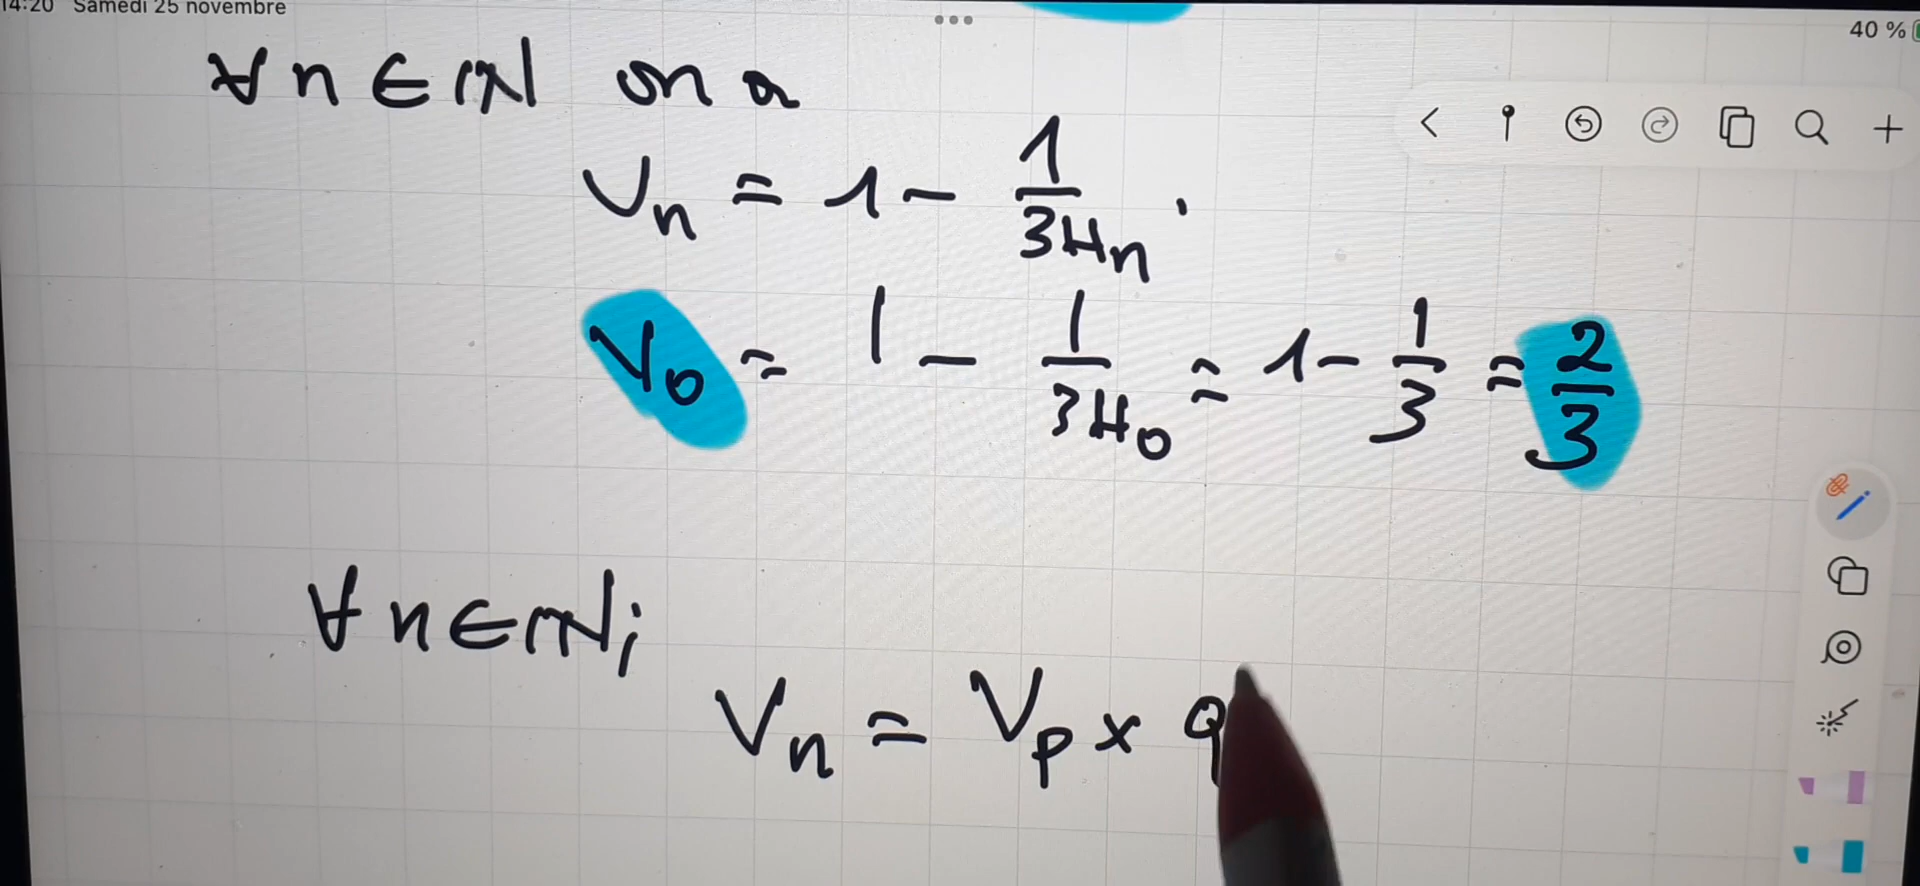 14:20 Samedi 25 novembre
40 %
∀n ∈ ℕ on a
Vn = 1 - 1/(3Hn).
V0 = 1 - 1/(3H0) = 1 - 1/3 = 2/3
∀n ∈ ℕ;
Vn = Vp × q